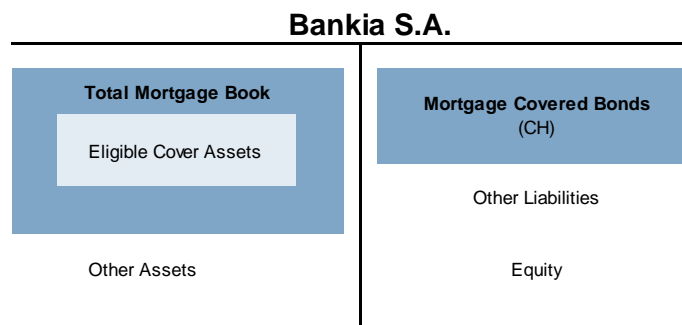 Bankia S.A.
Total Mortgage Book
Eligible Cover Assets
Other Assets
Mortgage Covered Bonds
(CH)
Other Liabilities
Equity